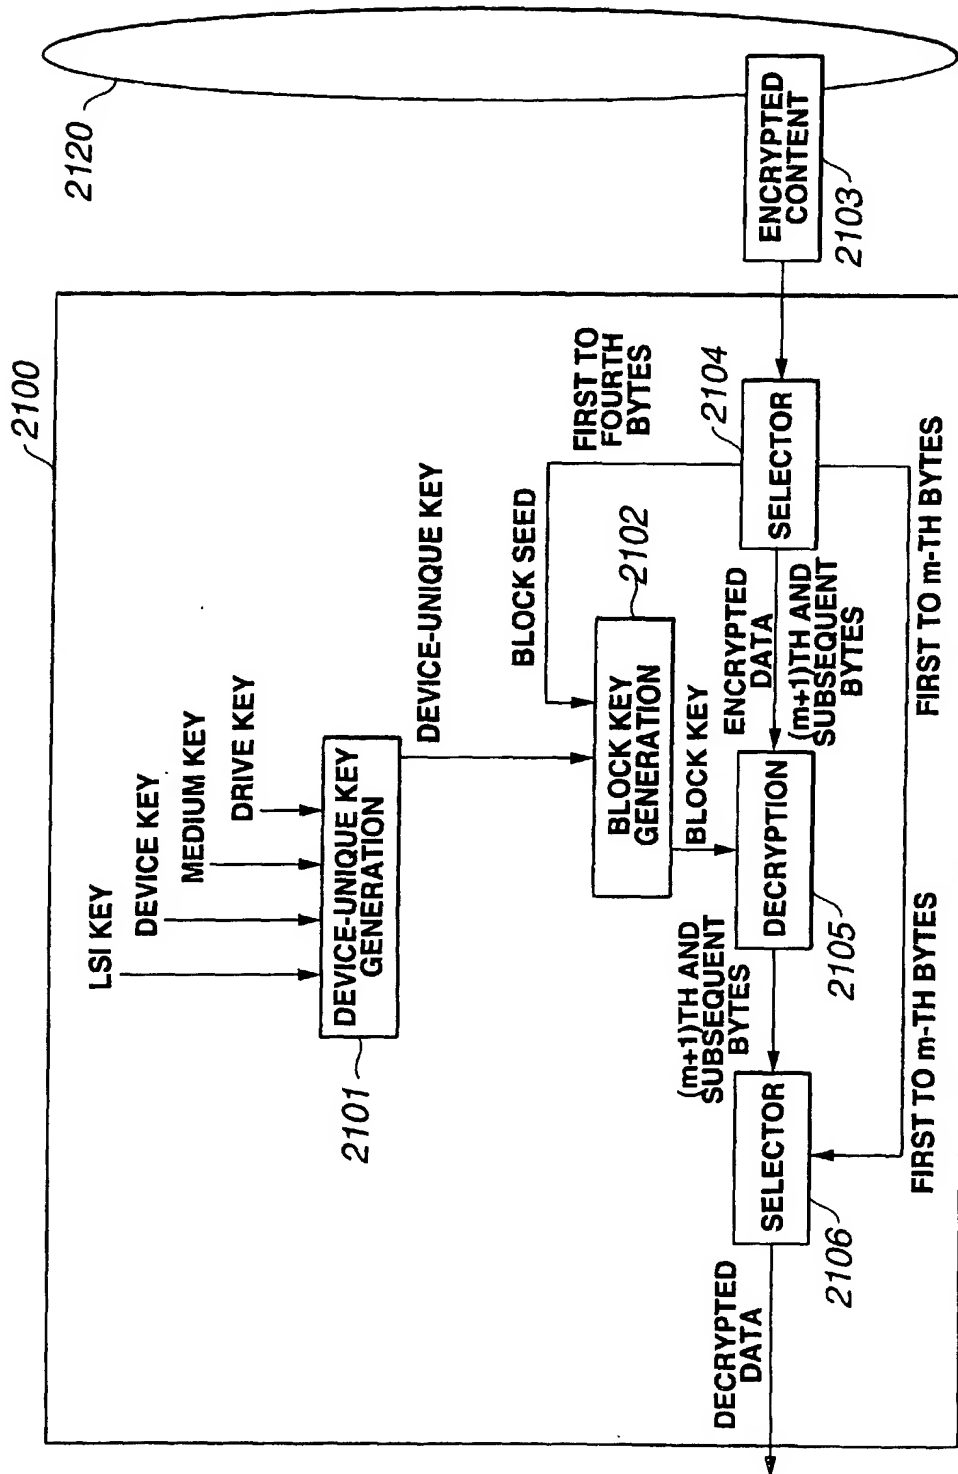 2100
2120
LSI KEY
DEVICE KEY
MEDIUM KEY
DRIVE KEY
DEVICE-UNIQUE KEY
GENERATION
2101
DEVICE-UNIQUE KEY
BLOCK SEED
FIRST TO
FOURTH
BYTES
BLOCK KEY
GENERATION
2102
BLOCK KEY
DECRYPTED
DATA
SELECTOR
2106
(m+1)TH AND
SUBSEQUENT
BYTES
DECRYPTION
2105
ENCRYPTED
DATA
(m+1)TH AND
SUBSEQUENT
BYTES
SELECTOR
2104
ENCRYPTED
CONTENT
2103
FIRST TO m-TH BYTES
FIRST TO m-TH BYTES